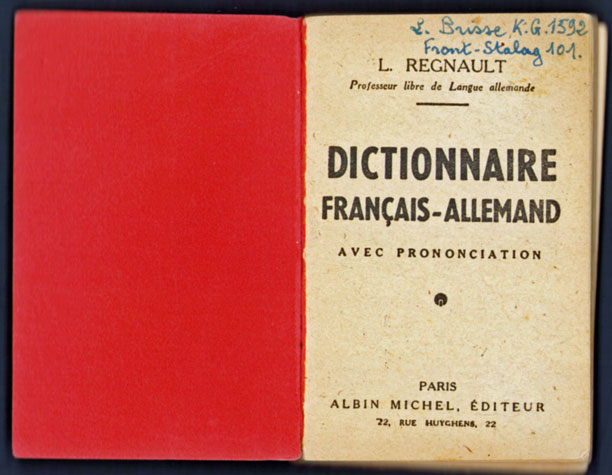 L. Brisse K.G. 1592
Front-Stalag 101.
L. REGNAULT
Professeur libre de Langue allemande
DICTIONNAIRE
FRANÇAIS-ALLEMAND
AVEC PRONONCIATION
PARIS
ALBIN MICHEL, ÉDITEUR
22, RUE HUYGHENS, 22